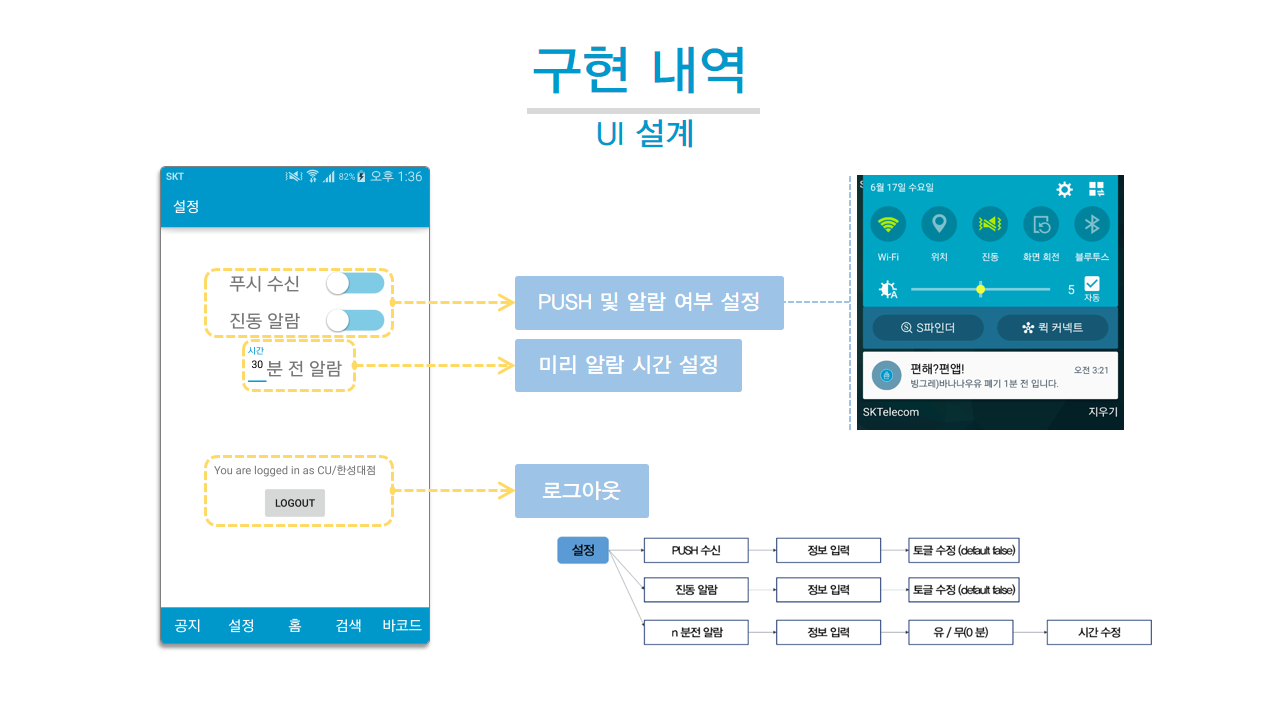 구현 내역
UI 설계
SKT
82%
오후 1:36
설정
푸시 수신
진동 알람
시간
30 분 전 알람
You are logged in as CU/한성대점
LOGOUT
공지 설정 홈 검색 바코드
PUSH 및 알람 여부 설정
미리 알람 시간 설정
로그아웃
6월 17일 수요일
Wi-Fi 위치 진동 화면 회전 블루투스
A 5 자동
S파인더 퀵 커넥트
편해?편앱! 오전 3:21
빙그레)바나나우유 폐기 1분 전 입니다.
SKTelecom 지우기
설정 PUSH 수신 정보 입력 토글 수정 (default false)
진동 알람 정보 입력 토글 수정 (default false)
n 분전 알람 정보 입력 유 / 무(0 분) 시간 수정